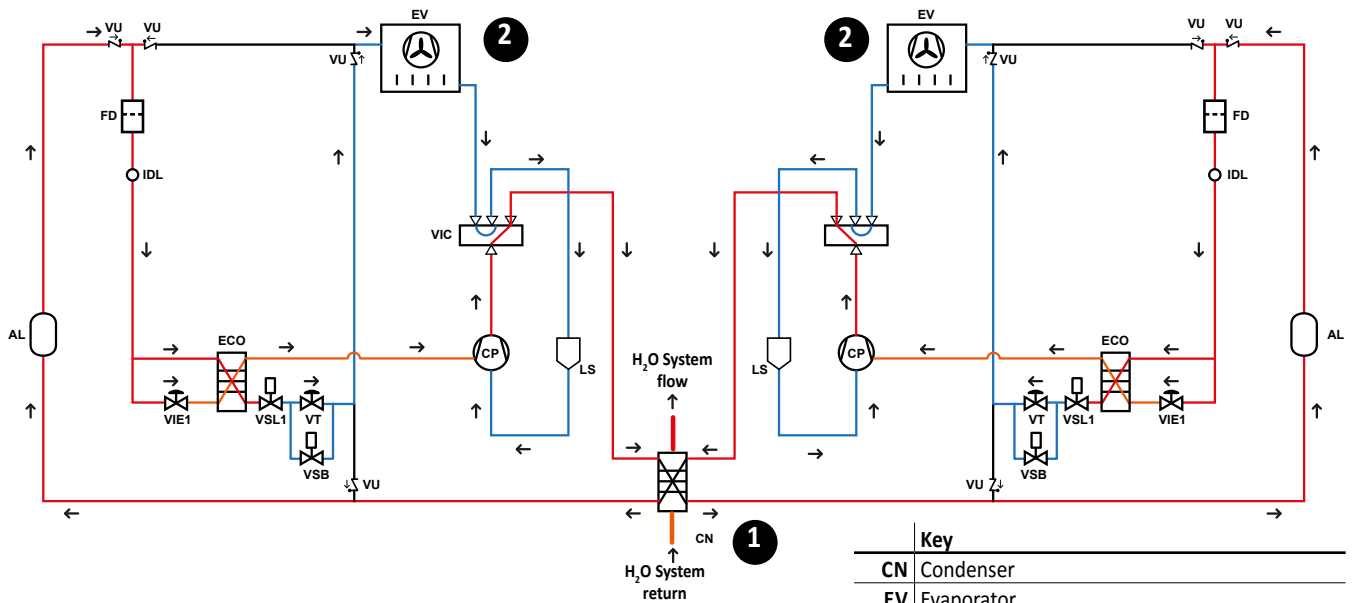 EV
2
2
EV
VU
VU
VU
VU
VU
VU
FD
FD
IDL
IDL
VIC
AL
ECO
CP
LS
H₂O System
flow
LS
CP
ECO
AL
VIE1
VSL1
VT
VT
VSL1
VIE1
VSB
VSB
VU
VU
CN
1
H₂O System
return
Key
CN Condenser
EV Evaporator